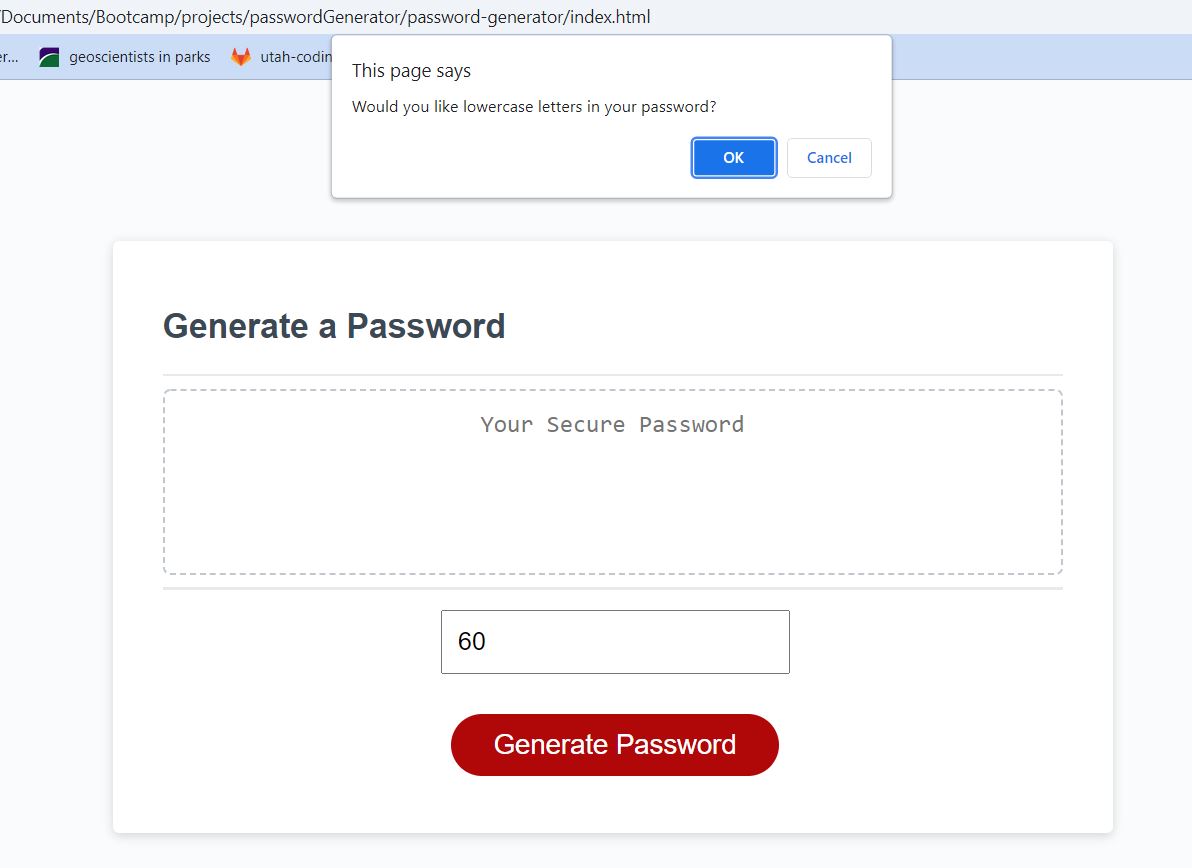 /Documents/Bootcamp/projects/passwordGenerator/password-generator/index.html
er... geoscientists in parks utah-codin
This page says
Would you like lowercase letters in your password?
OK Cancel
Generate a Password
Your Secure Password
60
Generate Password